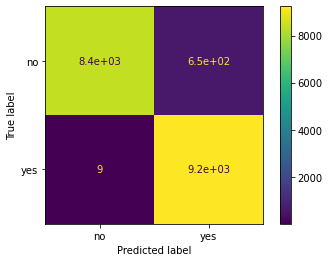 no
8.4e+03
6.5e+02
yes
9
9.2e+03
no
yes
True label
Predicted label
8000
6000
4000
2000